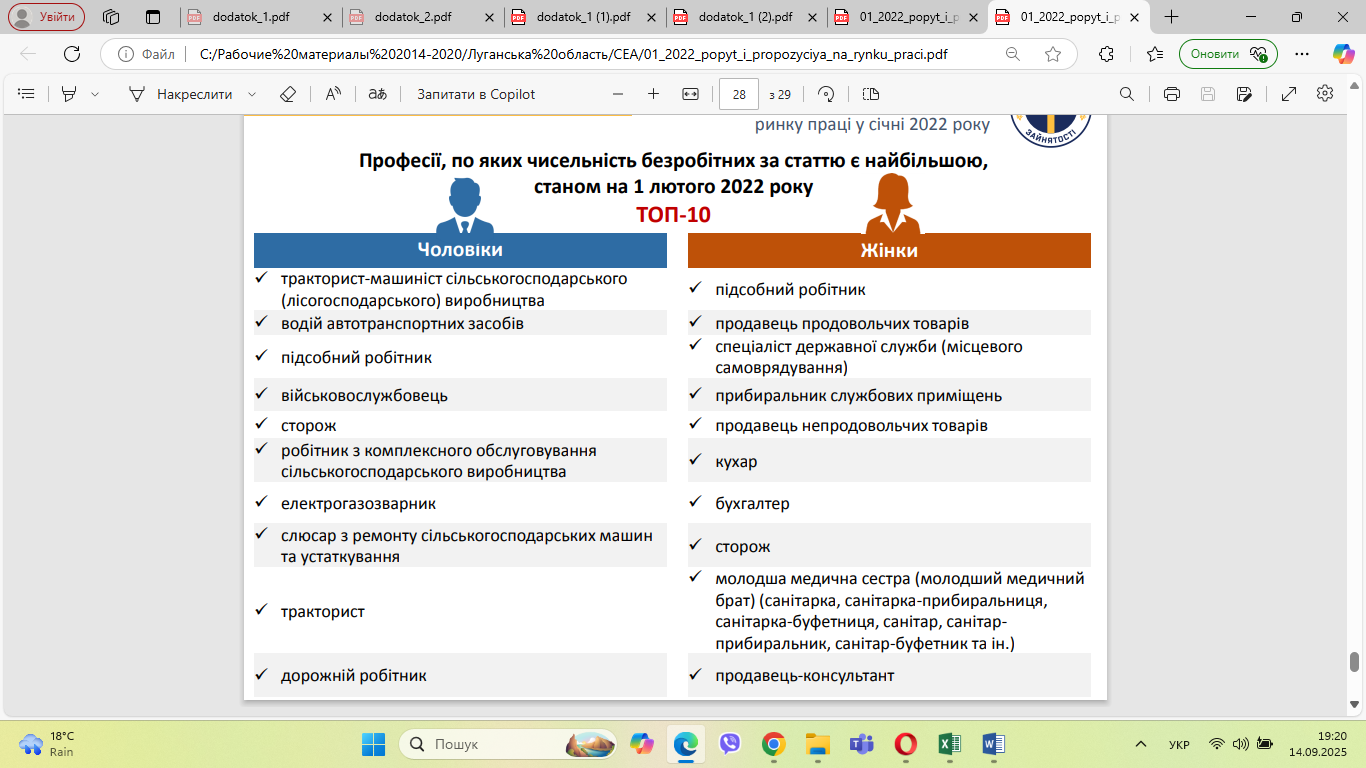 Увійти
dodatok_1.pdf
dodatok_2.pdf
dodatok_1 (1).pdf
dodatok_1 (2).pdf
01_2022_popyt_i_p
01_2022_popyt_i_p
Файл
C:/Рабочие%20материалы%202014-2020/Луганська%20область/СЕА/01_2022_popyt_i_propozyciya_na_rynku_praci.pdf
Оновити
Накреслити
Запитати в Copilot
28
з 29
ринку праці у січні 2022 року
ЗАЙНЯТОСТІ
Професії, по яких чисельність безробітних за статтю є найбільшою,
станом на 1 лютого 2022 року
ТОП-10
Чоловіки
тракторист-машиніст сільськогосподарського
(лісогосподарського) виробництва
водій автотранспортних засобів
підсобний робітник
військовослужбовець
сторож
робітник з комплексного обслуговування
сільськогосподарського виробництва
електрогазозварник
слюсар з ремонту сільськогосподарських машин
та устаткування
тракторист
дорожній робітник
Жінки
підсобний робітник
продавець продовольчих товарів
спеціаліст державної служби (місцевого
самоврядування)
прибиральник службових приміщень
продавець непродовольчих товарів
кухар
бухгалтер
сторож
молодша медична сестра (молодший медичний
брат) (санітарка, санітарка-прибиральниця,
санітарка-буфетниця, санітар, санітар-
прибиральник, санітар-буфетник та ін.)
продавець-консультант
18°C
Rain
Пошук
УКР
19:20
14.09.2025